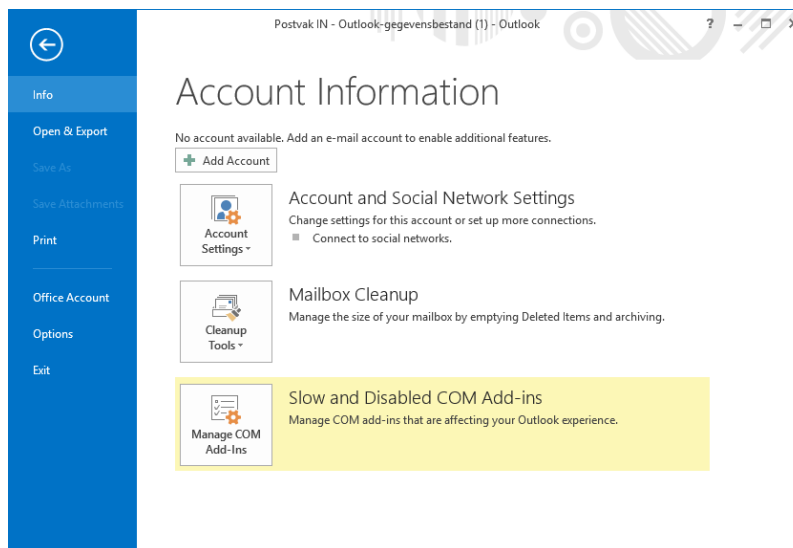 Postvak IN - Outlook-gegevensbestand (1) - Outlook
?
Info
Open & Export
Save As
Save Attachments
Print
Office Account
Options
Exit
Account Information
No account available. Add an e-mail account to enable additional features.
Add Account
Account
Settings
Account and Social Network Settings
Change settings for this account or set up more connections.
Connect to social networks.
Cleanup
Tools
Mailbox Cleanup
Manage the size of your mailbox by emptying Deleted Items and archiving.
Manage COM
Add-Ins
Slow and Disabled COM Add-ins
Manage COM add-ins that are affecting your Outlook experience.